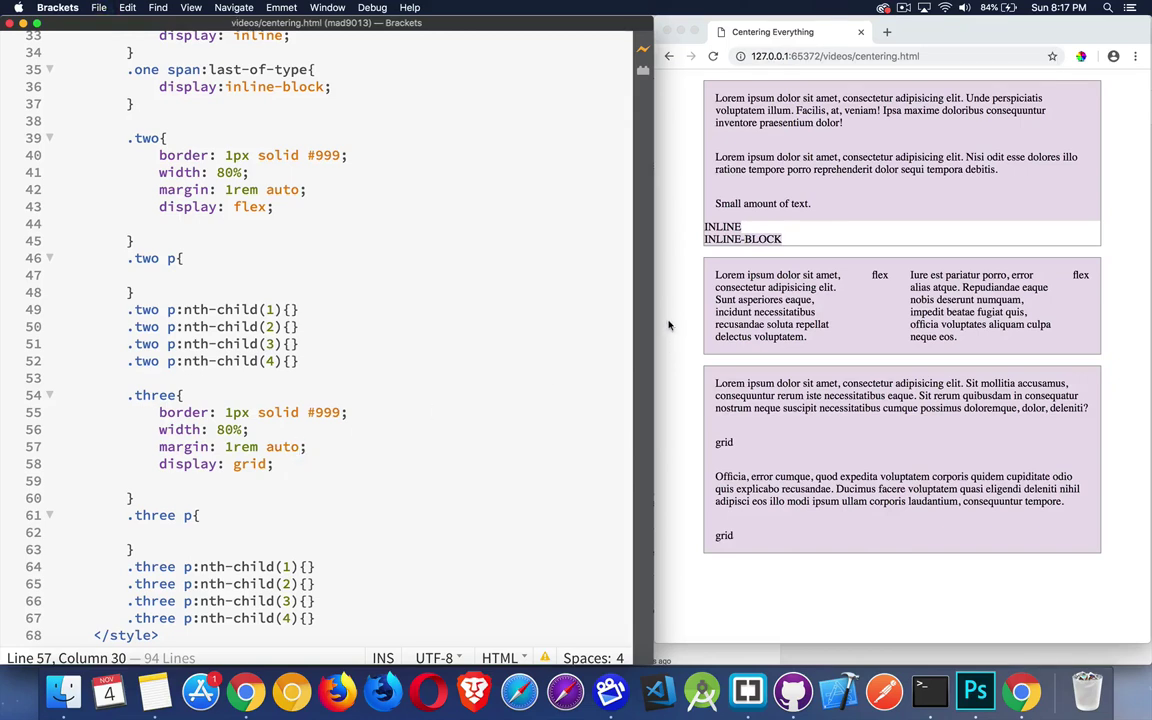 Brackets File Edit Find View Navigate Emmet Window Debug Help 84% Sun 8:17 PM
videos/centering.html (mad9013) — Brackets
33 display: inline;
34 }
35 .one span:last-of-type{
36 display:inline-block;
37 }
38
39 .two{
40 border: 1px solid #999;
41 width: 80%;
42 margin: 1rem auto;
43 display: flex;
44
45 }
46 .two p{
47
48 }
49 .two p:nth-child(1){}
50 .two p:nth-child(2){}
51 .two p:nth-child(3){}
52 .two p:nth-child(4){}
53
54 .three{
55 border: 1px solid #999;
56 width: 80%;
57 margin: 1rem auto;
58 display: grid;
59
60 }
61 .three p{
62
63 }
64 .three p:nth-child(1){}
65 .three p:nth-child(2){}
66 .three p:nth-child(3){}
67 .three p:nth-child(4){}
68 </style>
Line 57, Column 30 — 94 Lines INS UTF-8 HTML Spaces: 4
Centering Everything
127.0.0.1:65372/videos/centering.html
Lorem ipsum dolor sit amet, consectetur adipisicing elit. Unde perspiciatis
voluptatem illum. Facilis, at, veniam! Ipsa maxime doloribus consequuntur
inventore praesentium dolor!
Lorem ipsum dolor sit amet, consectetur adipisicing elit. Nisi odit esse dolores illo
ratione tempore porro reprehenderit dolor sequi tempora debitis.
Small amount of text.
INLINE
INLINE-BLOCK
Lorem ipsum dolor sit amet,
consectetur adipisicing elit.
Sunt asperiores eaque,
incidunt necessitatibus
recusandae soluta repellat
delectus voluptatem.
flex
Iure est pariatur porro, error
alias atque. Repudiandae eaque
nobis deserunt numquam,
impedit beatae fugiat quis,
officia voluptates aliquam culpa
neque eos.
flex
Lorem ipsum dolor sit amet, consectetur adipisicing elit. Sit mollitia accusamus,
consequuntur rerum iste necessitatibus eaque. Sit rerum quibusdam in consequatur
nostrum neque suscipit necessitatibus cumque possimus doloremque, dolor, deleniti?
grid
Officia, error cumque, quod expedita voluptatem corporis quidem cupiditate odio
quis explicabo recusandae. Ducimus facere voluptatem quasi eligendi deleniti nihil
adipisci eos illo modi ipsum ullam corporis laudantium, consequuntur tempore.
grid
s ago
NOV
4
1
Ps